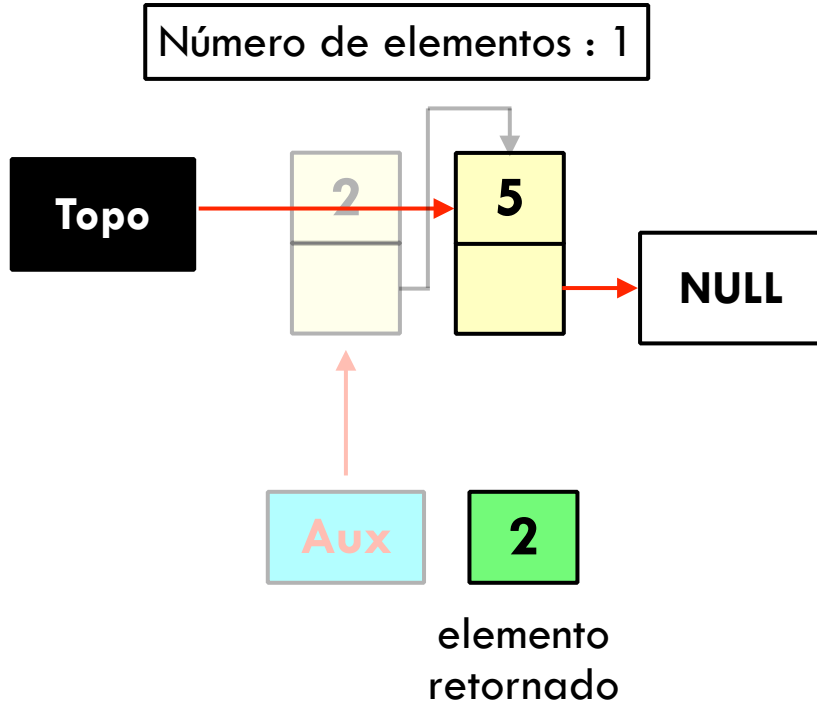 Número de elementos : 1
Topo
2
5
NULL
Aux
2
elemento
retornado